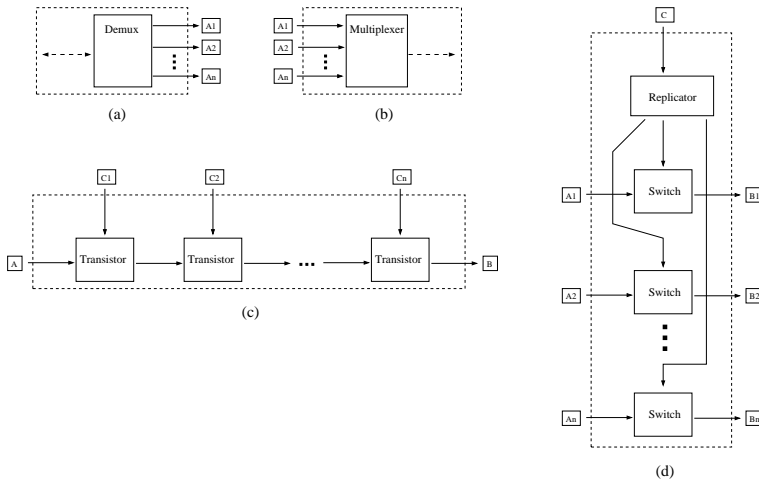 Demux
A1
A2
An
(a)
A1
A2
An
Multiplexer
(b)
C1
C2
Cn
A
Transistor
Transistor
Transistor
B
(c)
C
Replicator
A1
Switch
B1
A2
Switch
B2
An
Switch
Bn
(d)